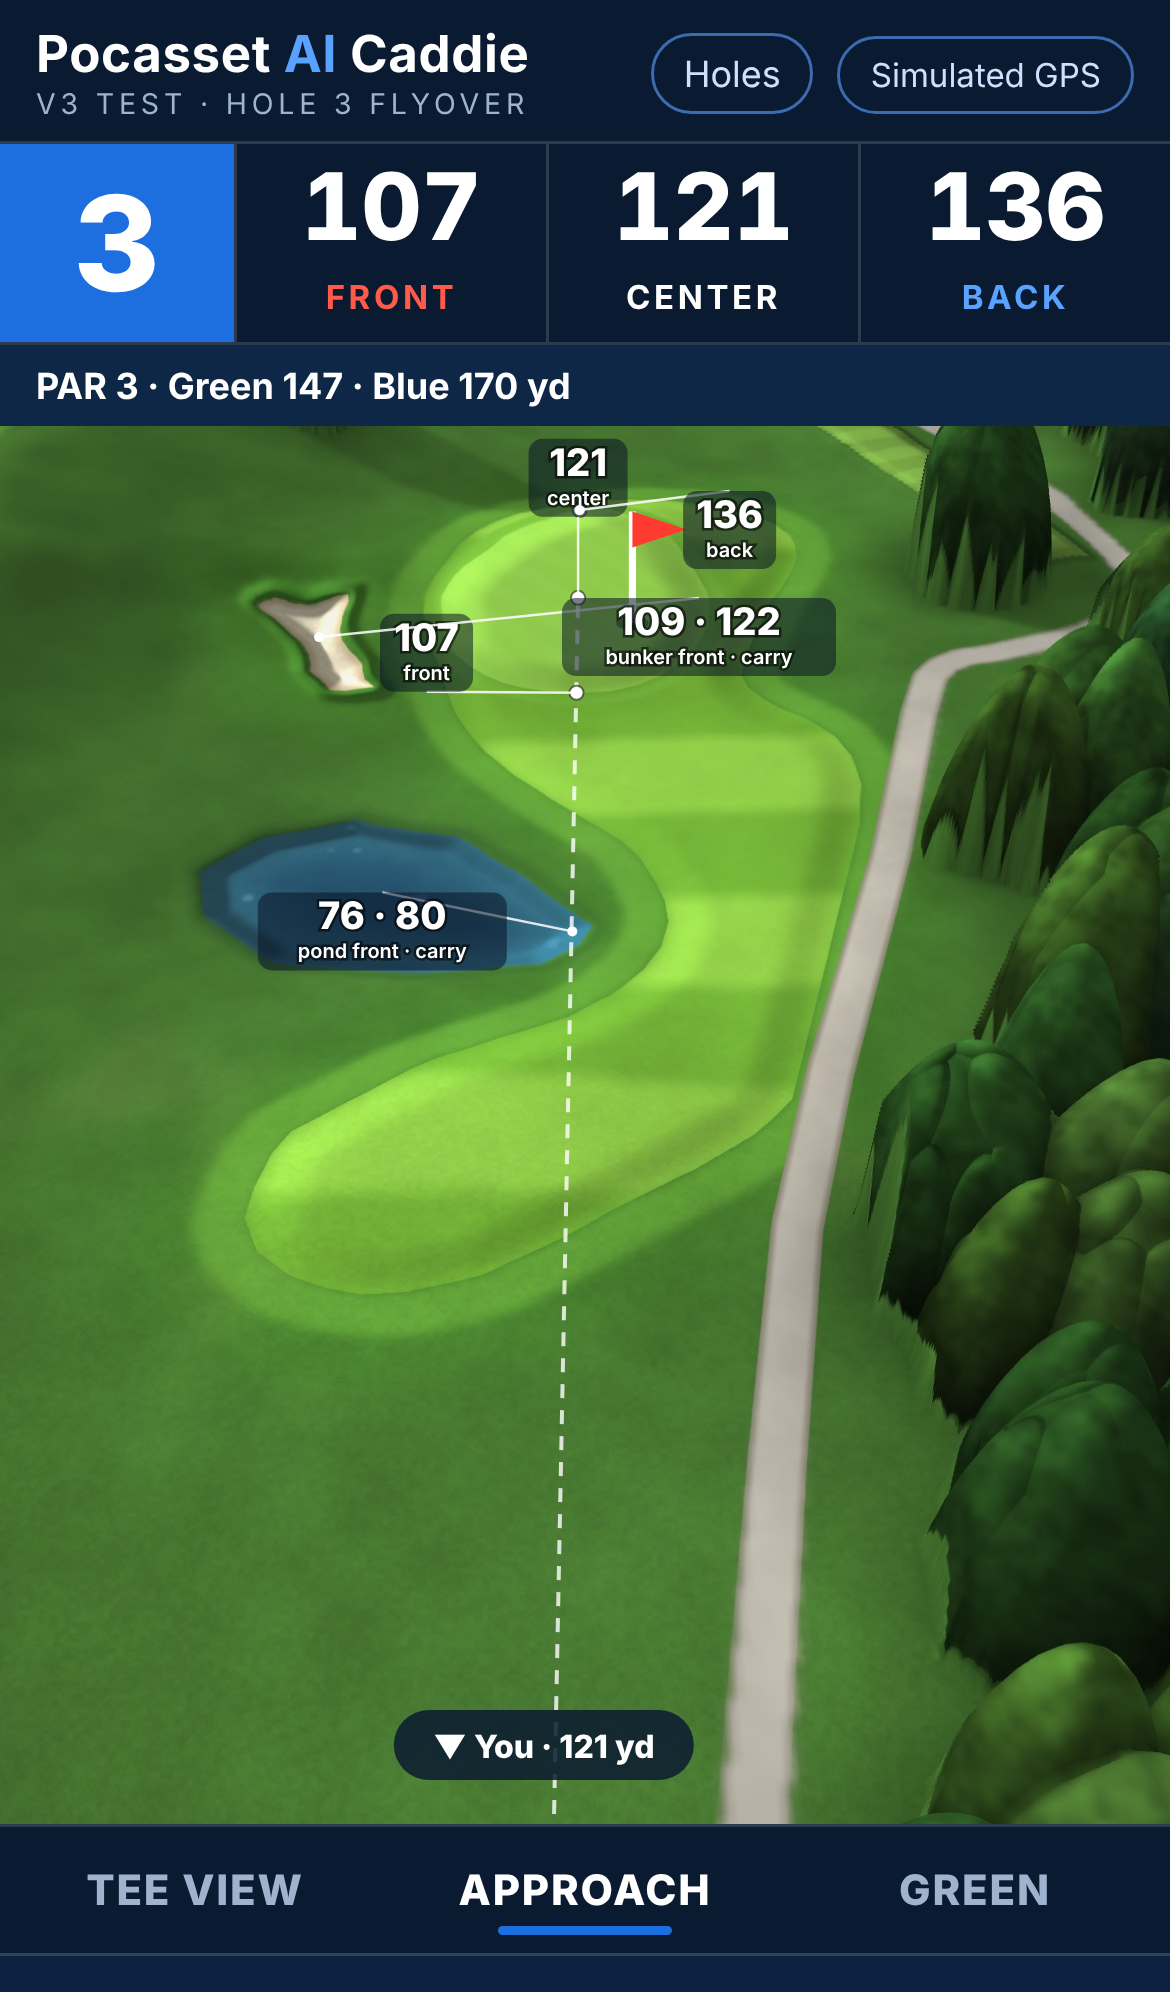 Pocasset AI Caddie
V3 TEST · HOLE 3 FLYOVER
Holes
Simulated GPS
3
107
FRONT
121
CENTER
136
BACK
PAR 3 · Green 147 · Blue 170 yd
121
center
136
back
109 · 122
bunker front · carry
107
front
76 · 80
pond front · carry
▼ You · 121 yd
TEE VIEW
APPROACH
GREEN